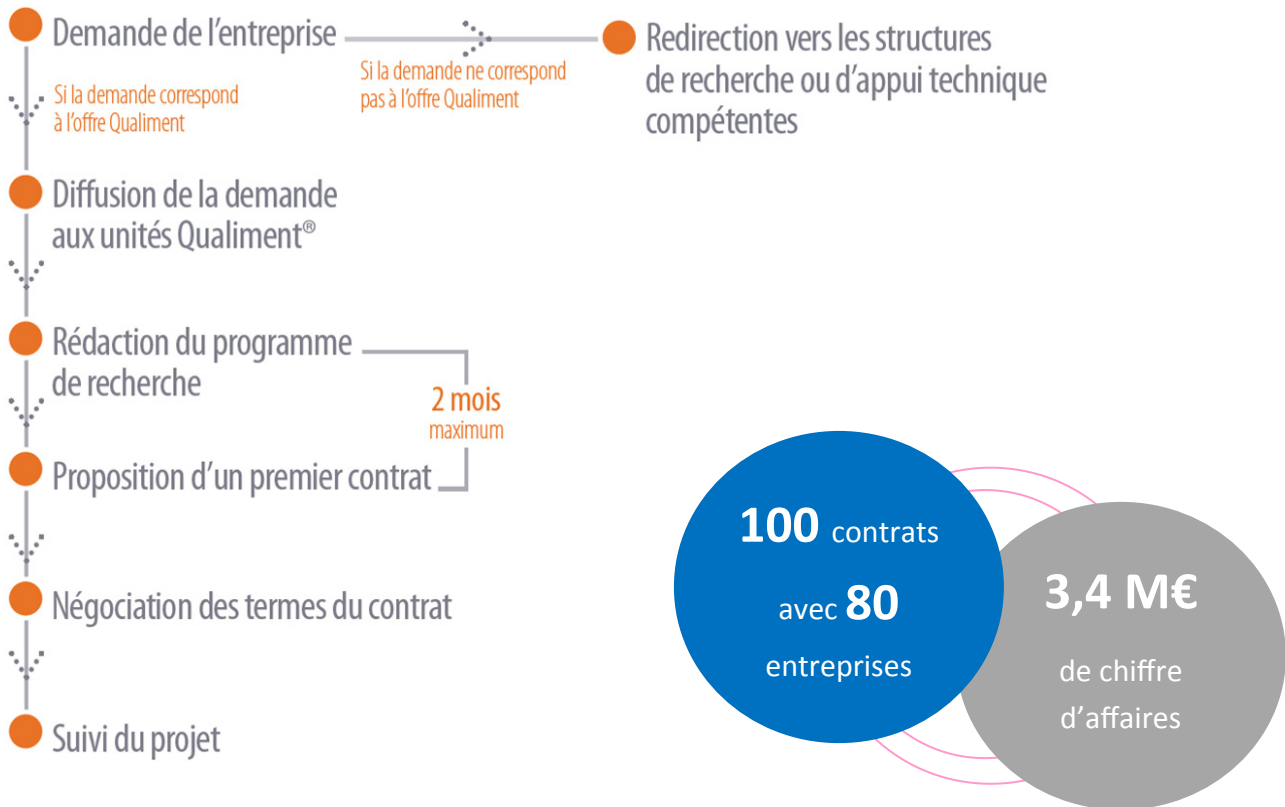 Demande de l'entreprise
Si la demande ne correspond
pas à l'offre Qualiment
Redirection vers les structures
de recherche ou d'appui technique
compétentes
Si la demande correspond
à l'offre Qualiment
Diffusion de la demande
aux unités Qualiment®
Rédaction du programme
de recherche
2 mois
maximum
Proposition d'un premier contrat
Négociation des termes du contrat
Suivi du projet
100 contrats
avec 80
entreprises
3,4 M€
de chiffre
d'affaires